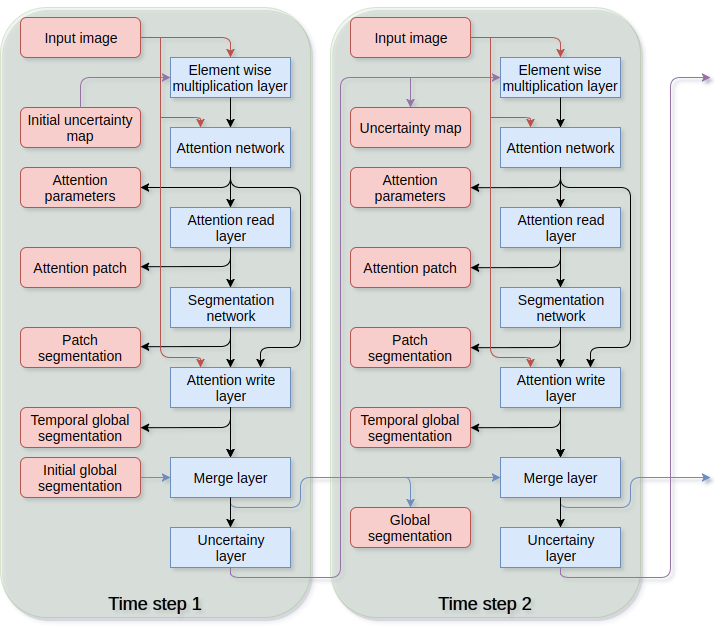 Input image
Element wise
multiplication layer
Initial uncertainty
map
Attention network
Attention
parameters
Attention read
layer
Attention patch
Segmentation
network
Patch
segmentation
Attention write
layer
Temporal global
segmentation
Initial global
segmentation
Merge layer
Uncertainy
layer
Time step 1
Input image
Element wise
multiplication layer
Uncertainty map
Attention network
Attention
parameters
Attention read
layer
Attention patch
Segmentation
network
Patch
segmentation
Attention write
layer
Temporal global
segmentation
Merge layer
Global
segmentation
Uncertainy
layer
Time step 2